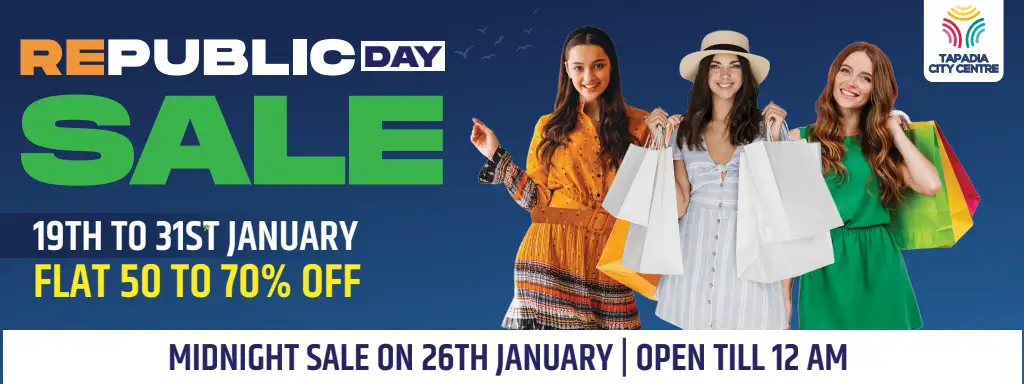 REPUBLIC DAY
SALE
19TH TO 31ST JANUARY
FLAT 50 TO 70% OFF
TAPADIA
CITY CENTRE
MIDNIGHT SALE ON 26TH JANUARY | OPEN TILL 12 AM